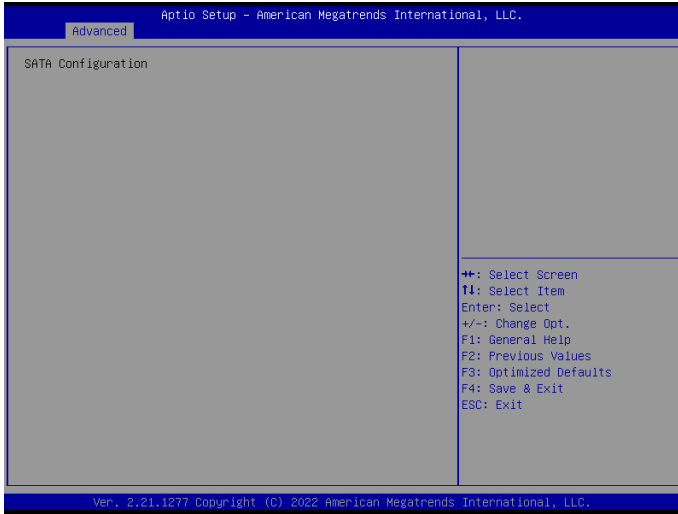 Aptio Setup – American Megatrends International, LLC.
Advanced
SATA Configuration
→←: Select Screen
↑↓: Select Item
Enter: Select
+/-: Change Opt.
F1: General Help
F2: Previous Values
F3: Optimized Defaults
F4: Save & Exit
ESC: Exit
Ver. 2.21.1277 Copyright (C) 2022 American Megatrends International, LLC.